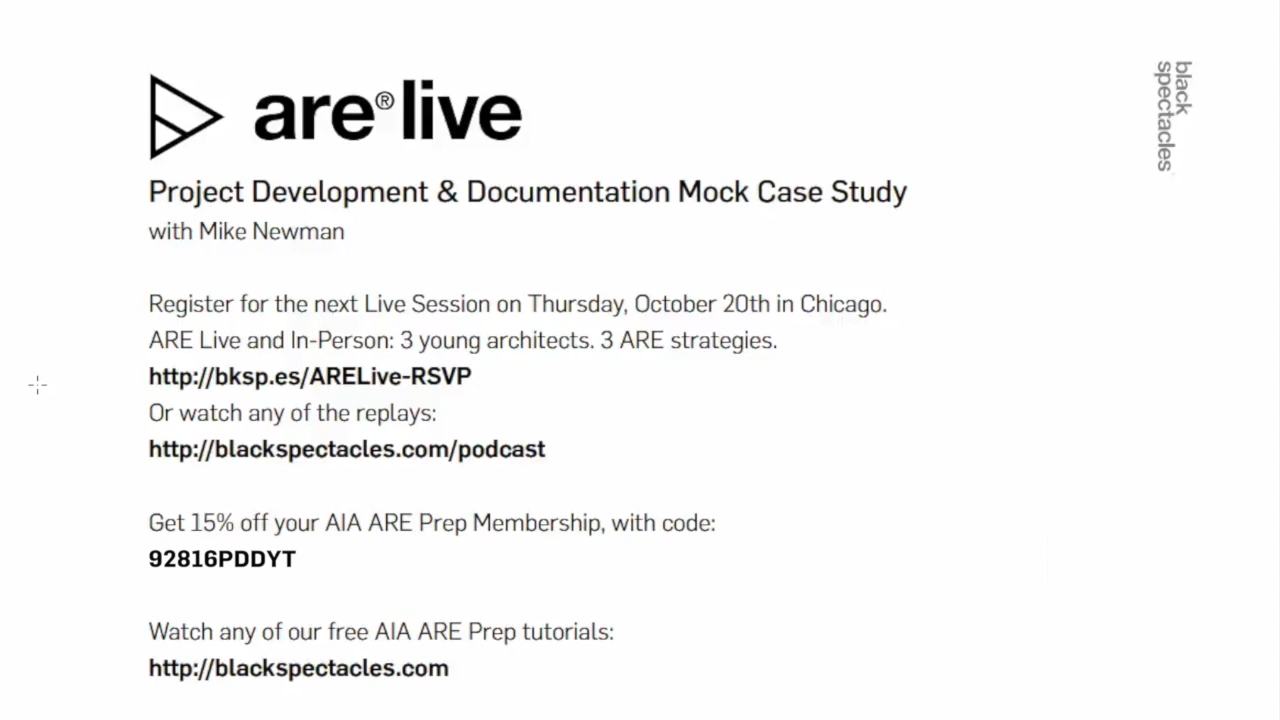 are® live
black
spectacles
Project Development & Documentation Mock Case Study
with Mike Newman
Register for the next Live Session on Thursday, October 20th in Chicago.
ARE Live and In-Person: 3 young architects. 3 ARE strategies.
http://bksp.es/ARELive-RSVP
Or watch any of the replays:
http://blackspectacles.com/podcast
Get 15% off your AIA ARE Prep Membership, with code:
92816PDDYT
Watch any of our free AIA ARE Prep tutorials:
http://blackspectacles.com